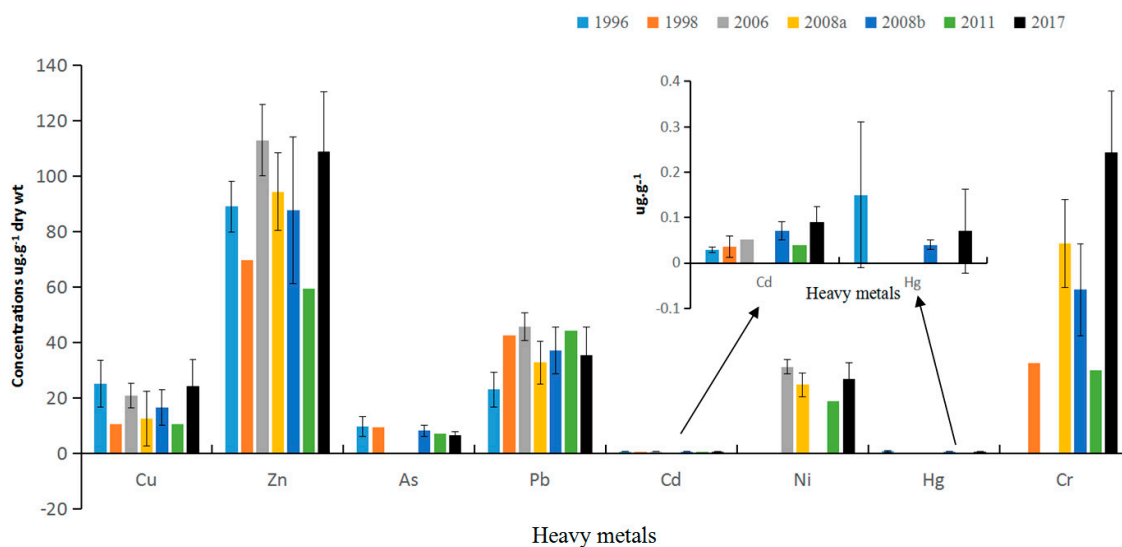 1996 1998 2006 2008a 2008b 2011 2017
140
120
100
80
60
40
20
0
-20
Concentrations ug.g-1 dry wt
0.4
0.3
0.2
0.1
0
-0.1
ug.g-1
Cd Hg
Heavy metals
Cu Zn As Pb Cd Ni Hg Cr
Heavy metals